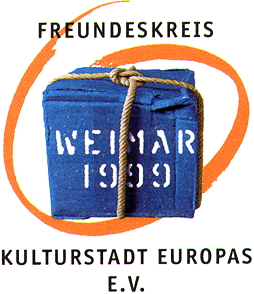 FREUNDESKREIS
WEIMAR
1999
KULTURSTADT EUROPAS
E.V.